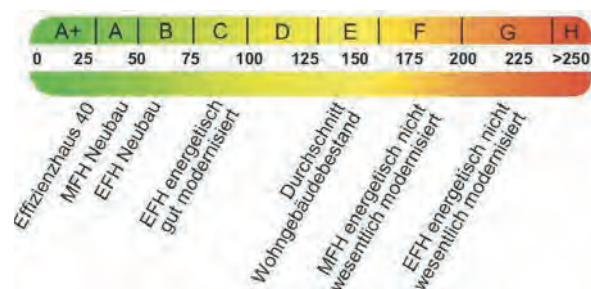 A+ A B C D E F G H
0 25 50 75 100 125 150 175 200 225 >250
Effizienzhaus 40
MFH Neubau
EFH Neubau
EFH energetisch
gut modernisiert
Durchschnitt
Wohngebäudebestand
MFH energetisch nicht
wesentlich modernisiert
EFH energetisch nicht
wesentlich modernisiert